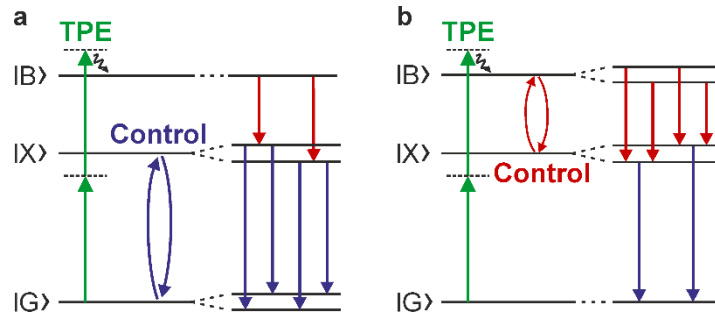 a
TPE
|B⟩
Control
|X⟩
|G⟩
b
TPE
|B⟩
|X⟩
Control
|G⟩